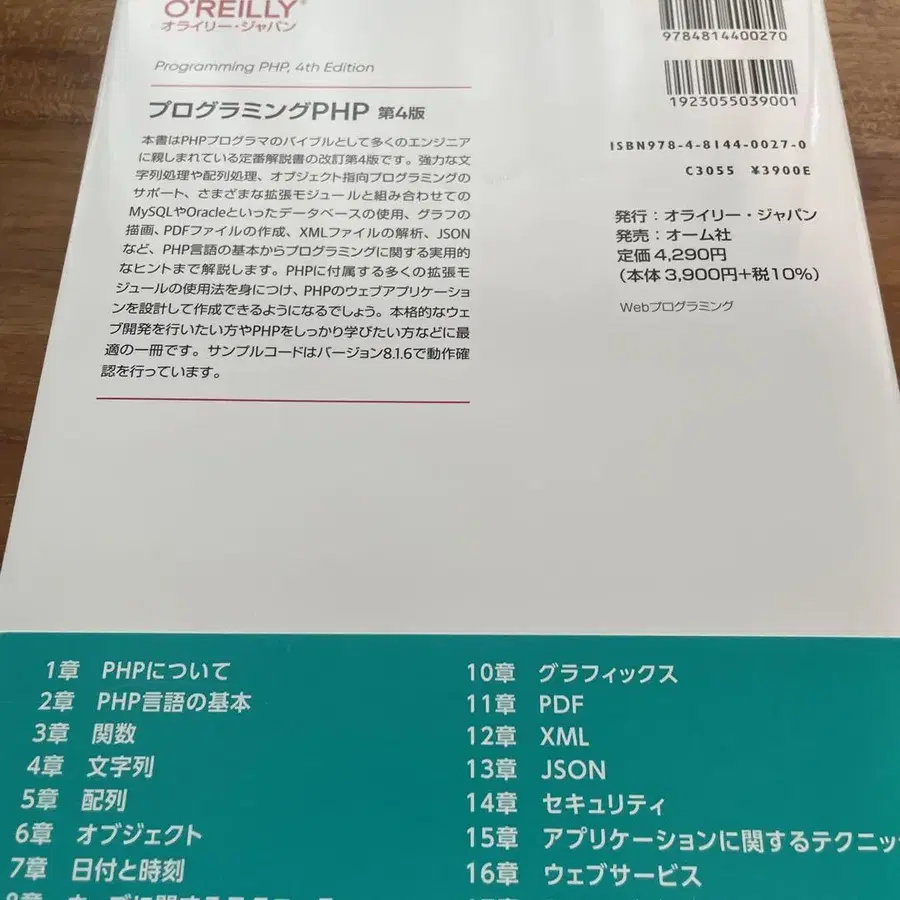 O'REILLY®
オライリー・ジャパン
Programming PHP, 4th Edition
プログラミングPHP 第4版
本書はPHPプログラマのバイブルとして多くのエンジニア
に親しまれている定番解説書の改訂第4版です。強力な文
字列処理や配列処理、オブジェクト指向プログラミングの
サポート、さまざまな拡張モジュールと組み合わせての
MySQLやOracleといったデータベースの使用、グラフの
描画、PDFファイルの作成、XMLファイルの解析、JSON
など、PHP言語の基本からプログラミングに関する実用的
なヒントまで解説します。PHPに付属する多くの拡張モ
ジュールの使用法を身につけ、PHPのウェブアプリケーショ
ンを設計して作成できるようになるでしょう。本格的なウェ
ブ開発を行いたい方やPHPをしっかり学びたい方などに最
適の一冊です。サンプルコードはバージョン8.1.6で動作確
認を行っています。
9784814400270
1923055039001
ISBN978-4-8144-0027-0
C3055 ¥3900E
発行：オライリー・ジャパン
発売：オーム社
定価4,290円
（本体3,900円+税10%）
Webプログラミング
1章 PHPについて
2章 PHP言語の基本
3章 関数
4章 文字列
5章 配列
6章 オブジェクト
7章 日付と時刻
10章 グラフィックス
11章 PDF
12章 XML
13章 JSON
14章 セキュリティ
15章 アプリケーションに関するテクニッ
16章 ウェブサービス